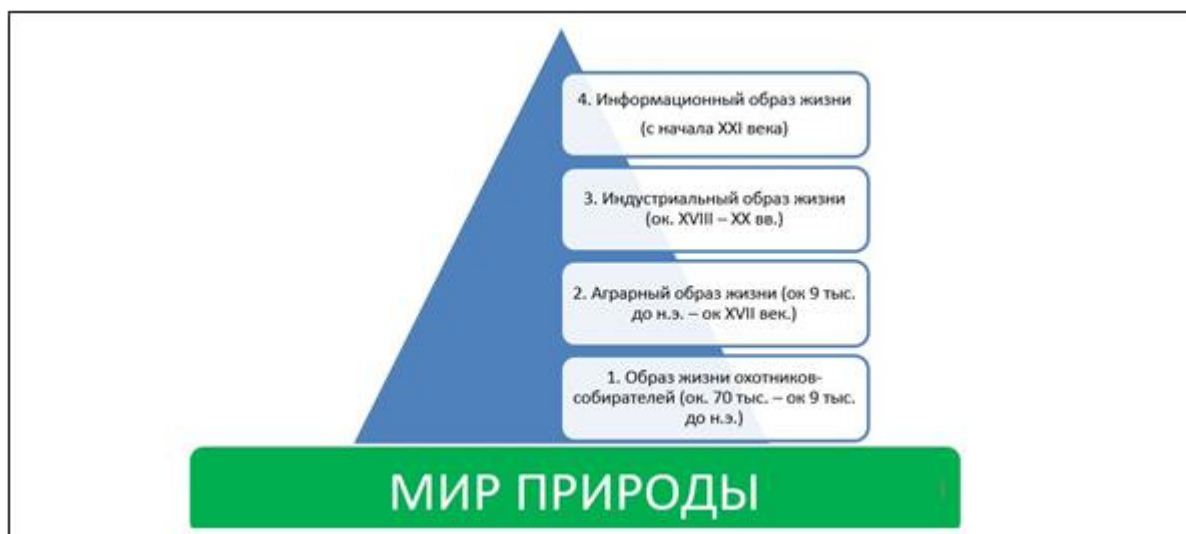 4. Информационный образ жизни
(с начала XXI века)
3. Индустриальный образ жизни
(ок. XVIII – XX вв.)
2. Аграрный образ жизни (ок 9 тыс.
до н.э. – ок XVII век.)
1. Образ жизни охотников-
собирателей (ок. 70 тыс. – ок 9 тыс.
до н.э.)
МИР ПРИРОДЫ